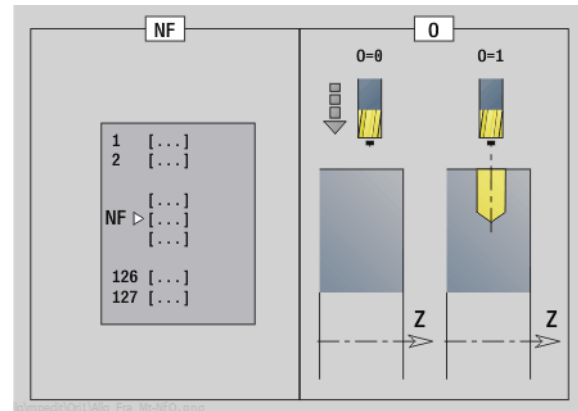 NF
O
O=0
O=1
1 [...]
2 [...]
[...]
NF [...]
[...]
126 [...]
127 [...]
Z
Z